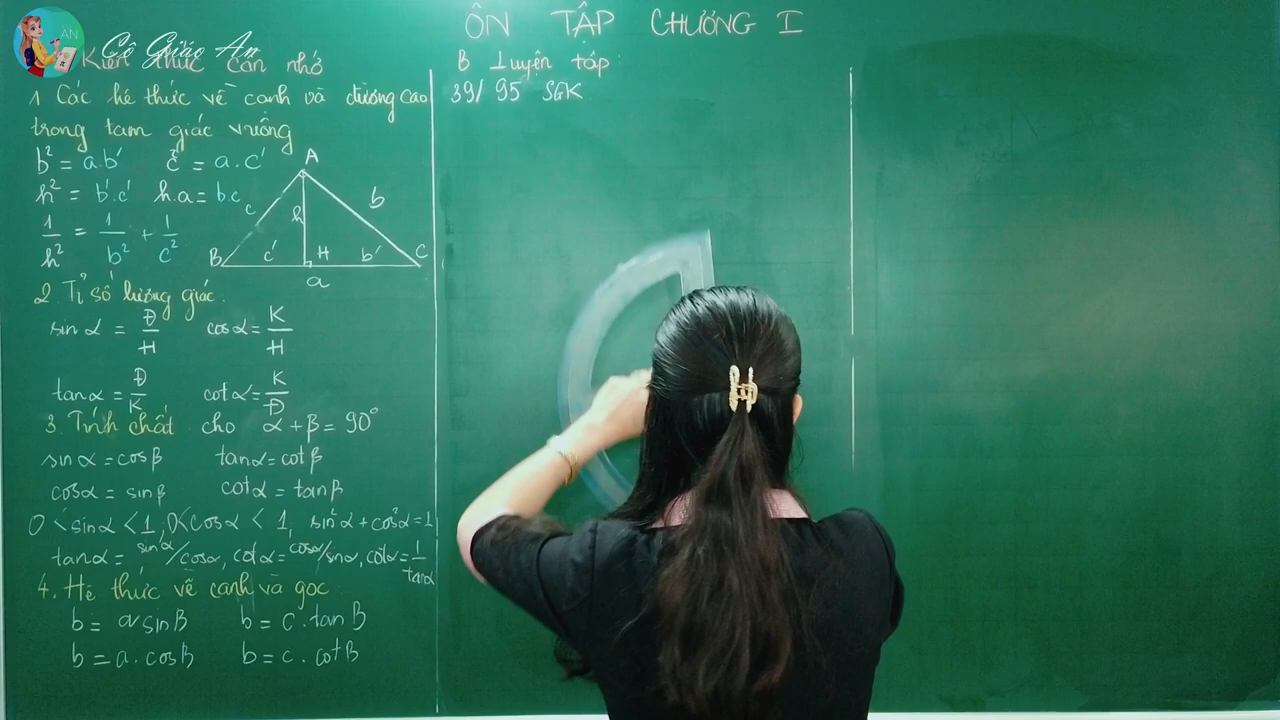 ÔN TẬP CHƯƠNG I
AN
Cô Giáo An
Kiến thức cần nhớ
1 Các hệ thức về cạnh và đường cao
trong tam giác vuông
b² = a.b' c² = a.c'
h² = b'.c' h.a = bc
1/h² = 1/b² + 1/c²
A
c h b
B c' H b' C
a
2 Tỉ số lượng giác.
sin α = Đ/H cos α = K/H
tan α = Đ/K cot α = K/Đ
3. Tính chất cho α + β = 90°
sin α = cos β tan α = cot β
cos α = sin β cot α = tan β
0 < sin α < 1; 0 < cos α < 1, sin²α + cos²α = 1
tan α = sin α/cos α, cot α = cos α/sin α, cot α = 1/tan α
4. Hệ thức về cạnh và góc
b = a sin B b = c . tan B
b = a . cos B b = c . cot B
B Luyện tập :
39/ 95 SGK